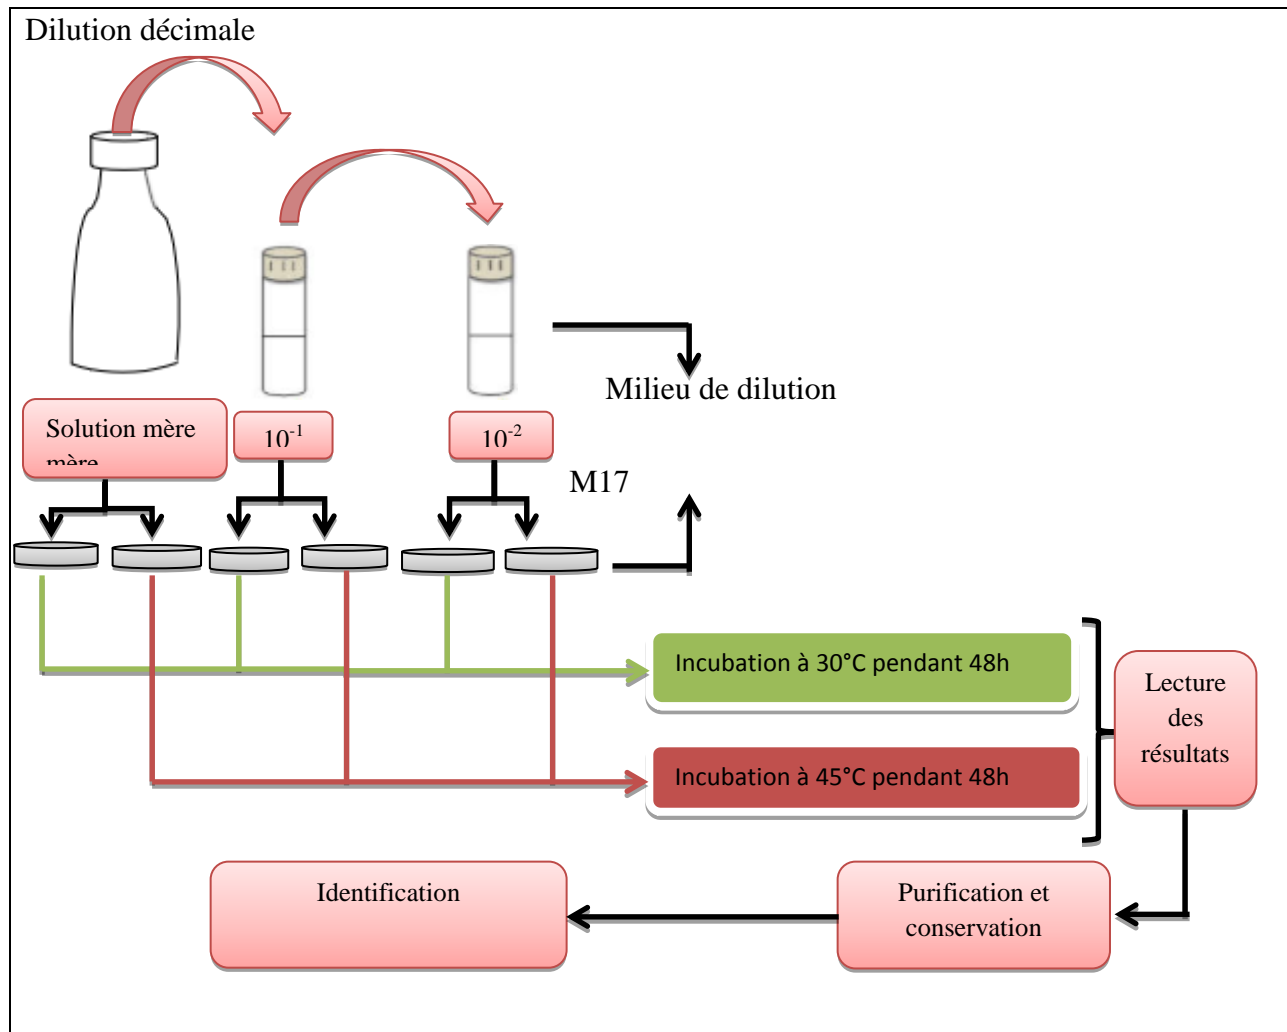 Dilution décimale
Milieu de dilution
Solution mère
mère
10⁻¹
10⁻²
M17
Incubation à 30°C pendant 48h
Incubation à 45°C pendant 48h
Lecture
des
résultats
Identification
Purification et
conservation